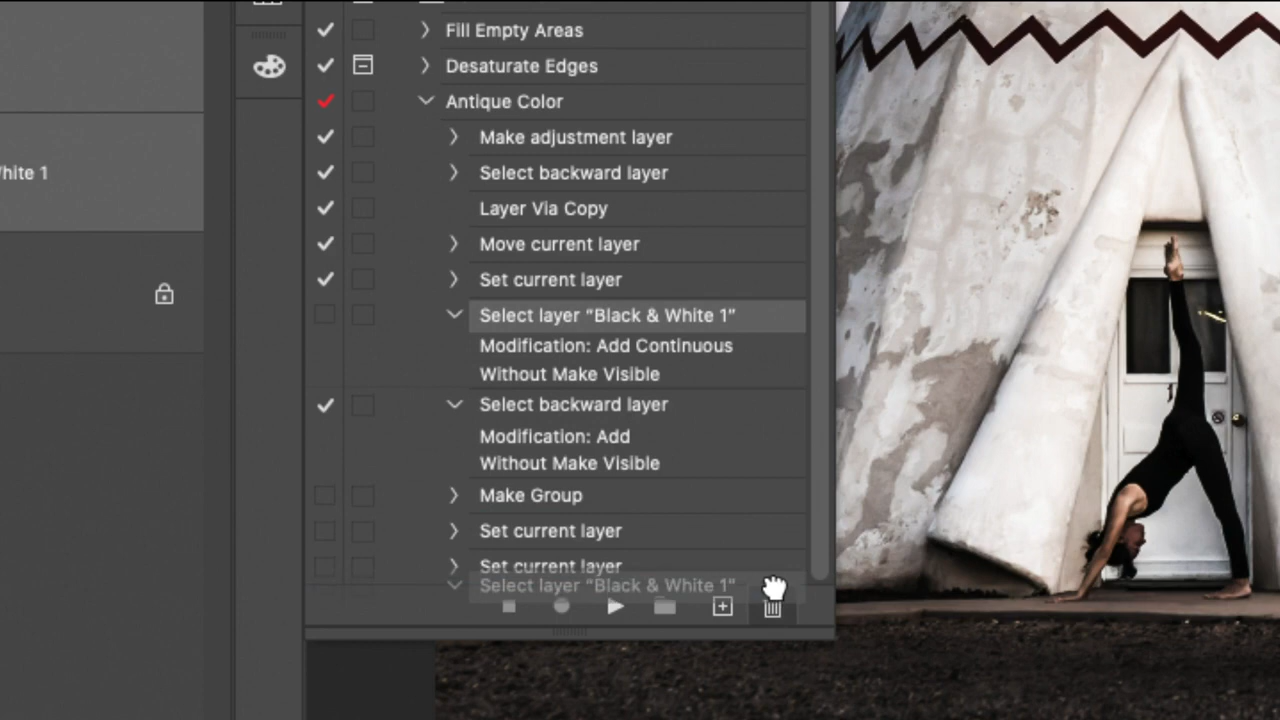 Fill Empty Areas
Desaturate Edges
Antique Color
Make adjustment layer
hite 1
Select backward layer
Layer Via Copy
Move current layer
Set current layer
Select layer “Black & White 1”
Modification: Add Continuous
Without Make Visible
Select backward layer
Modification: Add
Without Make Visible
Make Group
Set current layer
Set current layer
Select layer “Black & White 1”